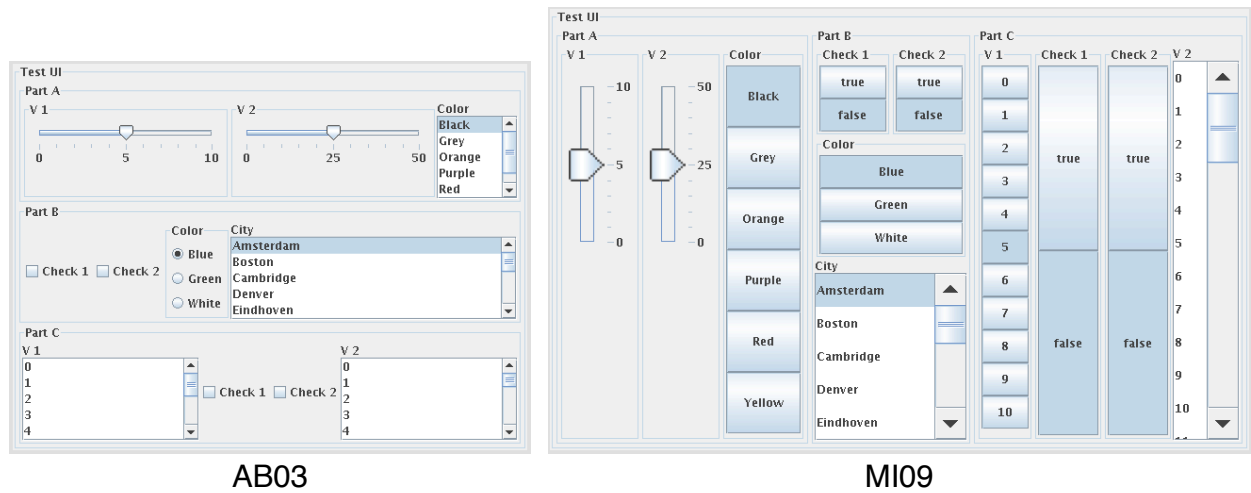 Test UI
Part A
V 1
V 2
Color
0 5 10
0 25 50
Black
Grey
Orange
Purple
Red
Part B
Check 1
Check 2
Color
Blue
Green
White
City
Amsterdam
Boston
Cambridge
Denver
Eindhoven
Part C
V 1
0
1
2
3
4
Check 1
Check 2
V 2
0
1
2
3
4
AB03
Test UI
Part A
V 1
10
5
0
V 2
50
25
0
Color
Black
Grey
Orange
Purple
Red
Yellow
Part B
Check 1
true
false
Check 2
true
false
Color
Blue
Green
White
City
Amsterdam
Boston
Cambridge
Denver
Eindhoven
Part C
V 1
0
1
2
3
4
5
6
7
8
9
10
Check 1
true
false
Check 2
true
false
V 2
0
1
2
3
4
5
6
7
8
9
10
MI09